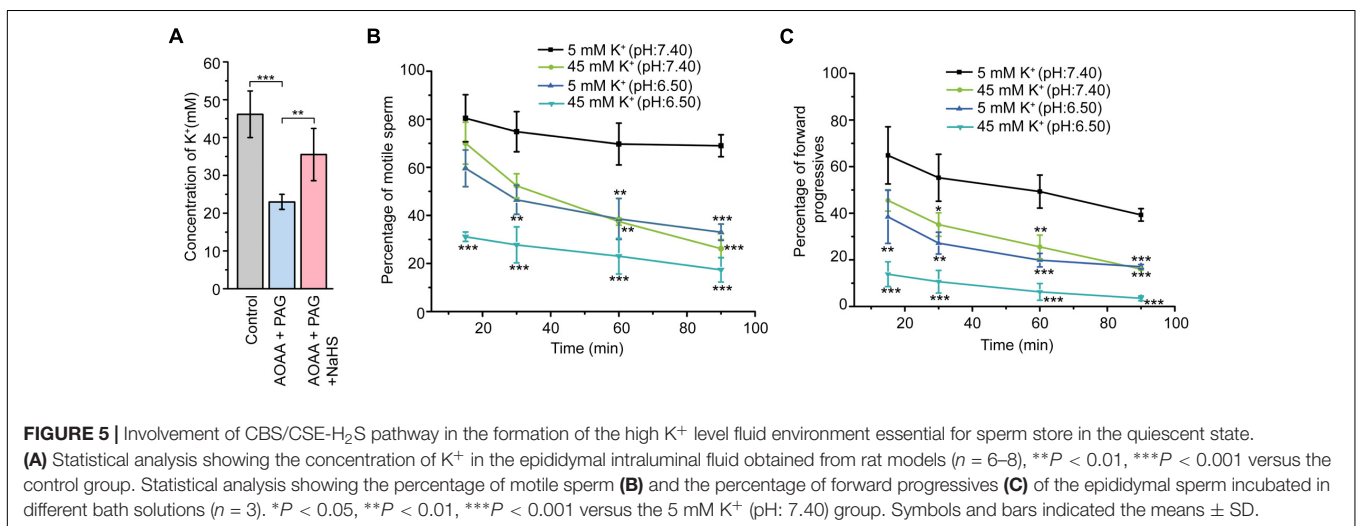 A
Concentration of K⁺(mM)
60
50
40
30
20
10
0
***
**
Control
AOAA + PAG
AOAA + PAG
+NaHS
B
5 mM K⁺ (pH:7.40)
45 mM K⁺ (pH:7.40)
5 mM K⁺ (pH:6.50)
45 mM K⁺ (pH:6.50)
Percentage of motile sperm
100
80
60
40
20
0
**
***
**
**
***
***
***
***
***
20
40
60
80
100
Time (min)
C
5 mM K⁺ (pH:7.40)
45 mM K⁺ (pH:7.40)
5 mM K⁺ (pH:6.50)
45 mM K⁺ (pH:6.50)
Percentage of forward
progressives
100
80
60
40
20
0
*
**
***
**
**
***
***
***
***
***
***
20
40
60
80
100
Time (min)
FIGURE 5 | Involvement of CBS/CSE-H₂S pathway in the formation of the high K⁺ level fluid environment essential for sperm store in the quiescent state.
(A) Statistical analysis showing the concentration of K⁺ in the epididymal intraluminal fluid obtained from rat models (n = 6–8), **P < 0.01, ***P < 0.001 versus the
control group. Statistical analysis showing the percentage of motile sperm (B) and the percentage of forward progressives (C) of the epididymal sperm incubated in
different bath solutions (n = 3). *P < 0.05, **P < 0.01, ***P < 0.001 versus the 5 mM K⁺ (pH: 7.40) group. Symbols and bars indicated the means ± SD.